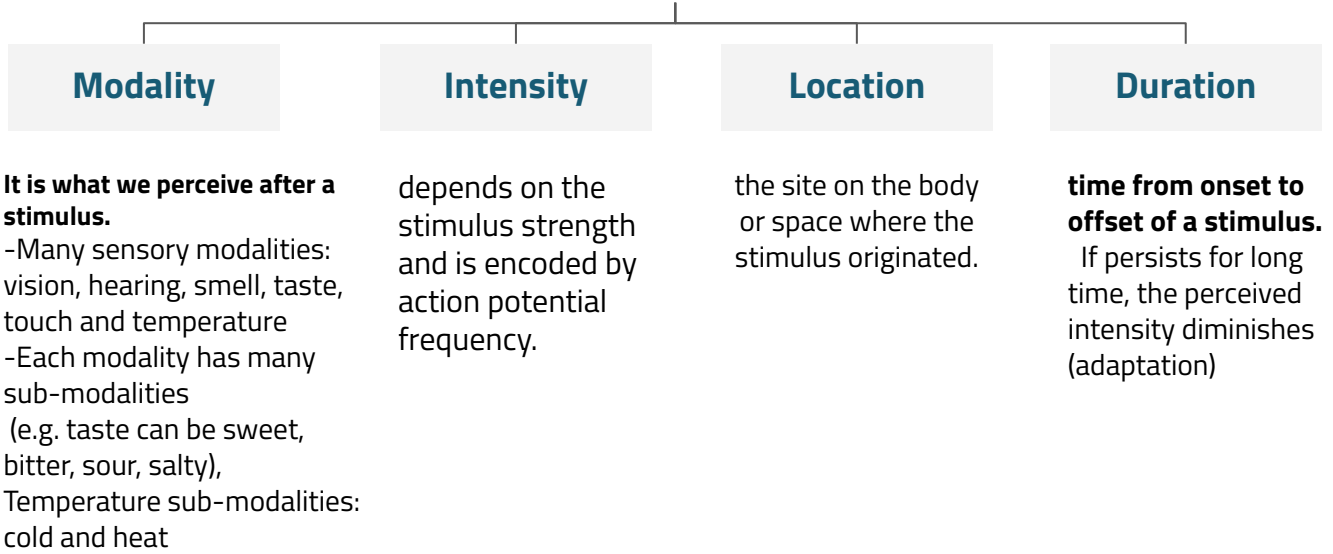 Modality
It is what we perceive after a
stimulus.
-Many sensory modalities:
vision, hearing, smell, taste,
touch and temperature
-Each modality has many
sub-modalities
(e.g. taste can be sweet,
bitter, sour, salty),
Temperature sub-modalities:
cold and heat
Intensity
depends on the
stimulus strength
and is encoded by
action potential
frequency.
Location
the site on the body
or space where the
stimulus originated.
Duration
time from onset to
offset of a stimulus.
If persists for long
time, the perceived
intensity diminishes
(adaptation)